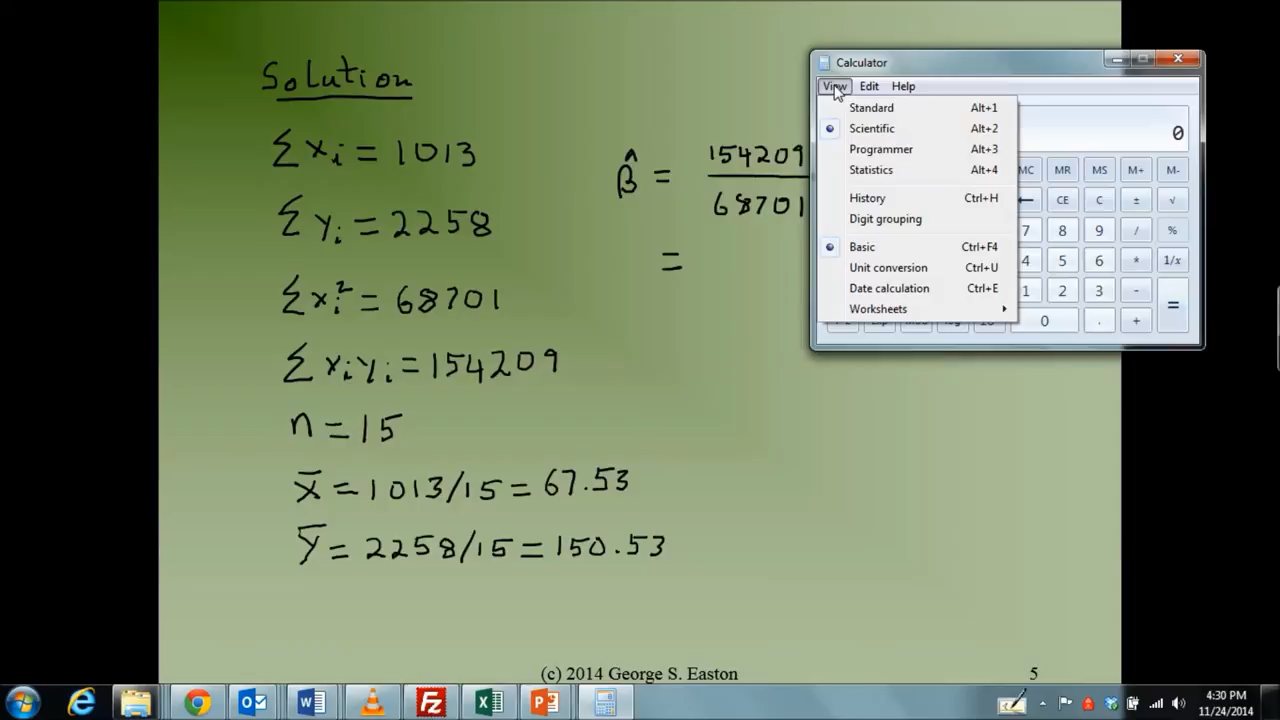 Solution
Σxi = 1013
Σyi = 2258
Σxi² = 68701
Σxiyi = 154209
n = 15
x̄ = 1013/15 = 67.53
ȳ = 2258/15 = 150.53
β̂ = 154209
68701
=
Calculator
View Edit Help
Standard Alt+1
Scientific Alt+2
Programmer Alt+3
Statistics Alt+4
History Ctrl+H
Digit grouping
Basic Ctrl+F4
Unit conversion Ctrl+U
Date calculation Ctrl+E
Worksheets
0
MC MR MS M+ M-
← CE C ± √
7 8 9 / %
4 5 6 * 1/x
1 2 3 - =
0 . +
(c) 2014 George S. Easton 5
4:30 PM
11/24/2014